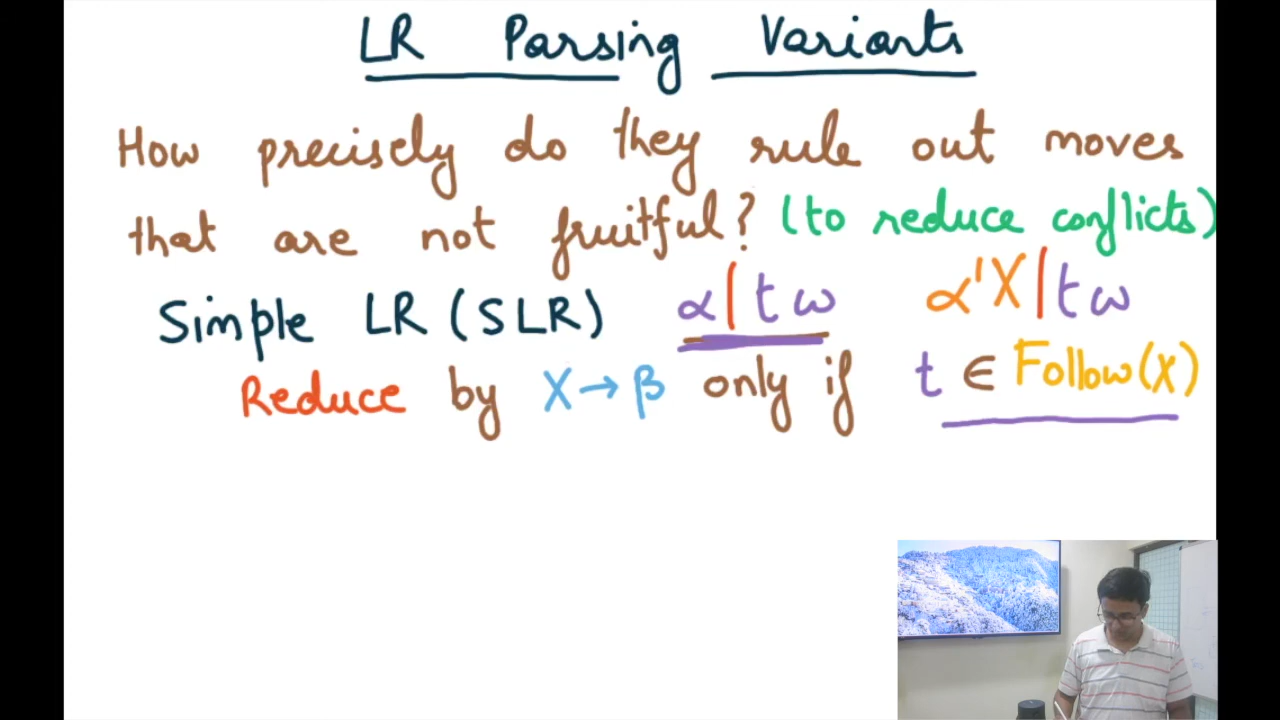 LR Parsing Variants
How precisely do they rule out moves
that are not fruitful? (to reduce conflicts)
Simple LR (SLR) α|tω α'X|tω
Reduce by X→β only if t ∈ Follow(X)